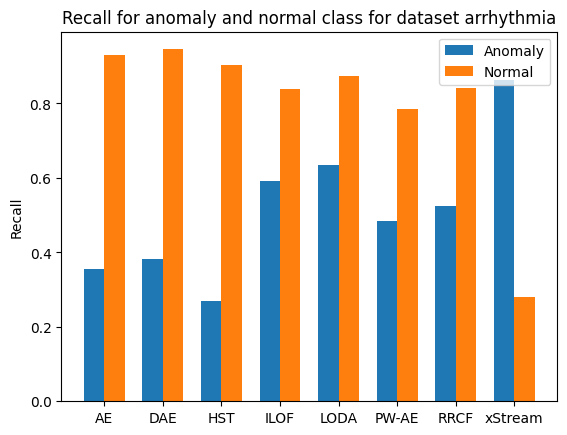 Recall for anomaly and normal class for dataset arrhythmia
Anomaly
Normal
0.8
0.6
0.4
0.2
0.0
Recall
AE DAE HST ILOF LODA PW-AE RRCF xStream